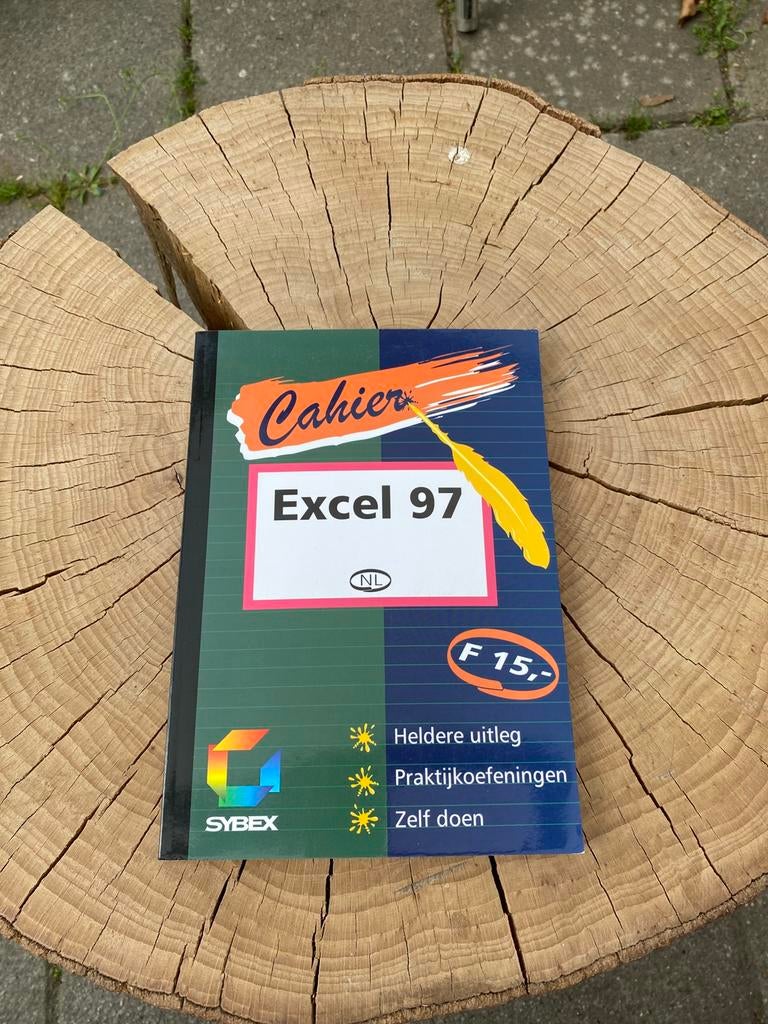 Cahier
Excel 97
NL
F 15,-
Heldere uitleg
Praktijkoefeningen
Zelf doen
SYBEX